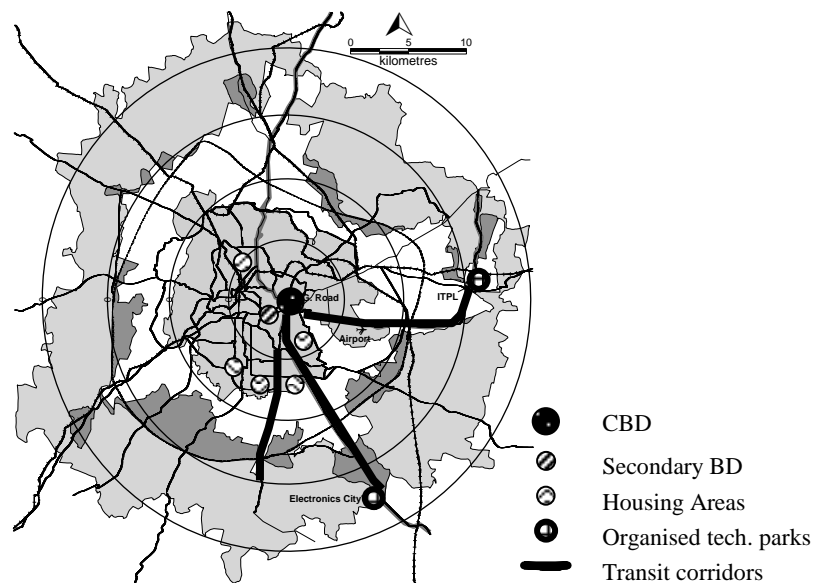 0 5 10
kilometres
G. Road
ITPL
Airport
Electronics City
CBD
Secondary BD
Housing Areas
Organised tech. parks
Transit corridors